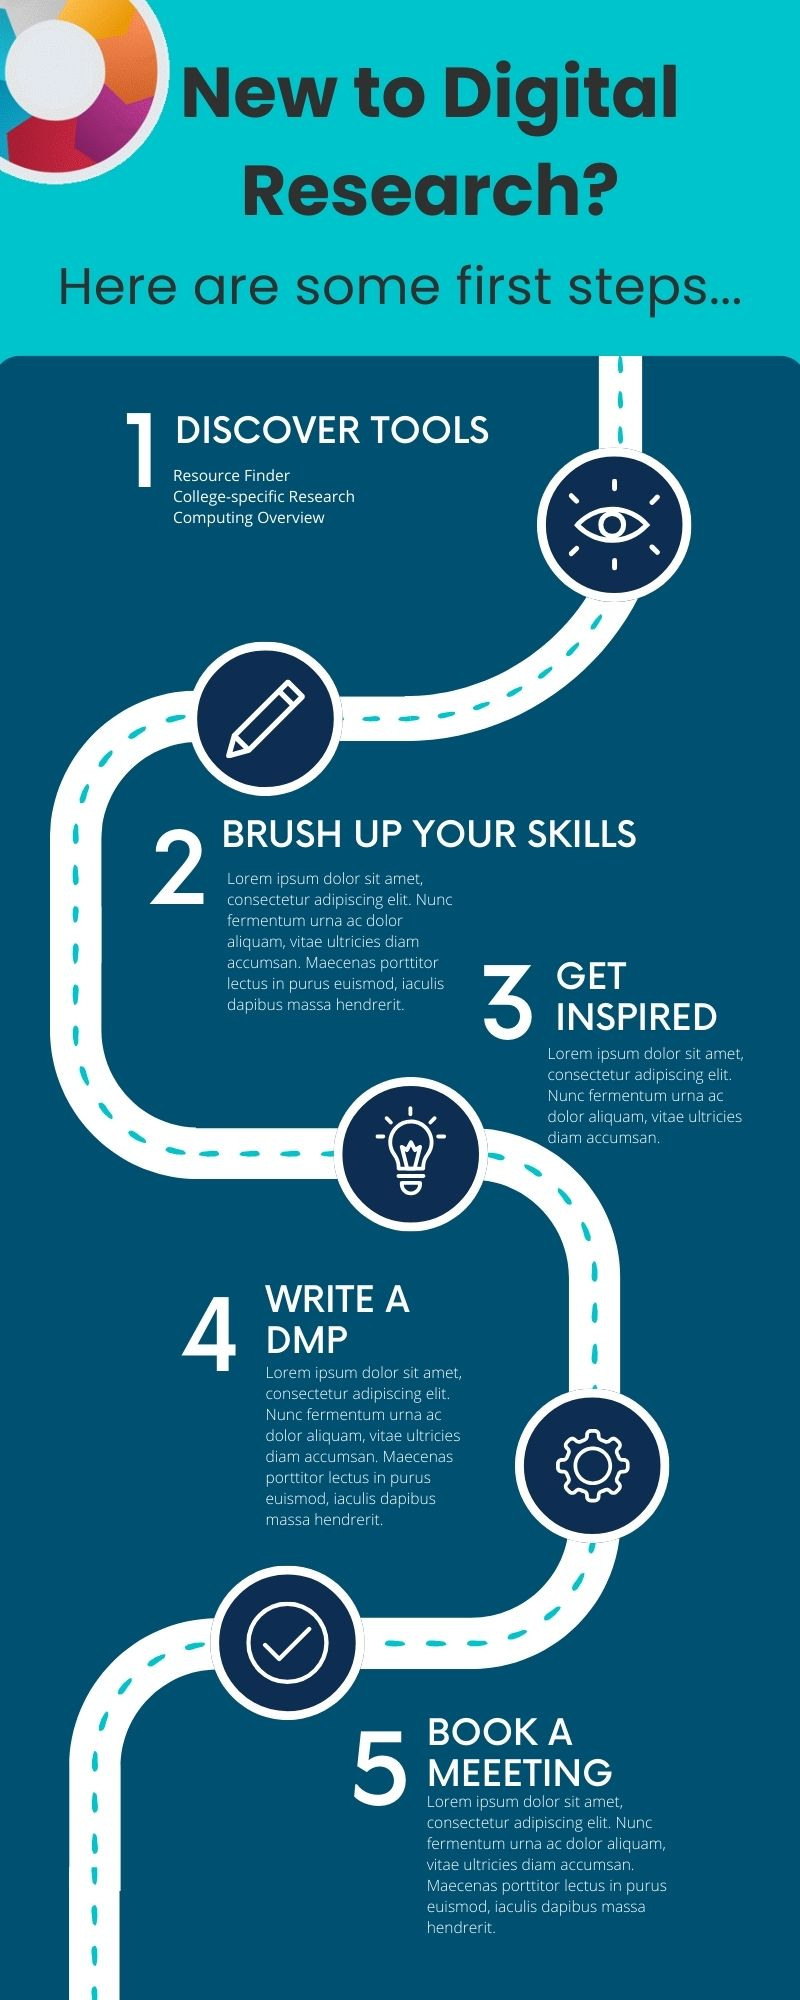 New to Digital
Research?
Here are some first steps...
1
DISCOVER TOOLS
Resource Finder
College-specific Research
Computing Overview
2
BRUSH UP YOUR SKILLS
Lorem ipsum dolor sit amet,
consectetur adipiscing elit. Nunc
fermentum urna ac dolor
aliquam, vitae ultricies diam
accumsan. Maecenas porttitor
lectus in purus euismod, iaculis
dapibus massa hendrerit.
3
GET
INSPIRED
Lorem ipsum dolor sit amet,
consectetur adipiscing elit.
Nunc fermentum urna ac
dolor aliquam, vitae ultricies
diam accumsan.
4
WRITE A
DMP
Lorem ipsum dolor sit amet,
consectetur adipiscing elit.
Nunc fermentum urna ac
dolor aliquam, vitae ultricies
diam accumsan. Maecenas
porttitor lectus in purus
euismod, iaculis dapibus
massa hendrerit.
5
BOOK A
MEEETING
Lorem ipsum dolor sit amet,
consectetur adipiscing elit. Nunc
fermentum urna ac dolor aliquam,
vitae ultricies diam accumsan.
Maecenas porttitor lectus in purus
euismod, iaculis dapibus massa
hendrerit.